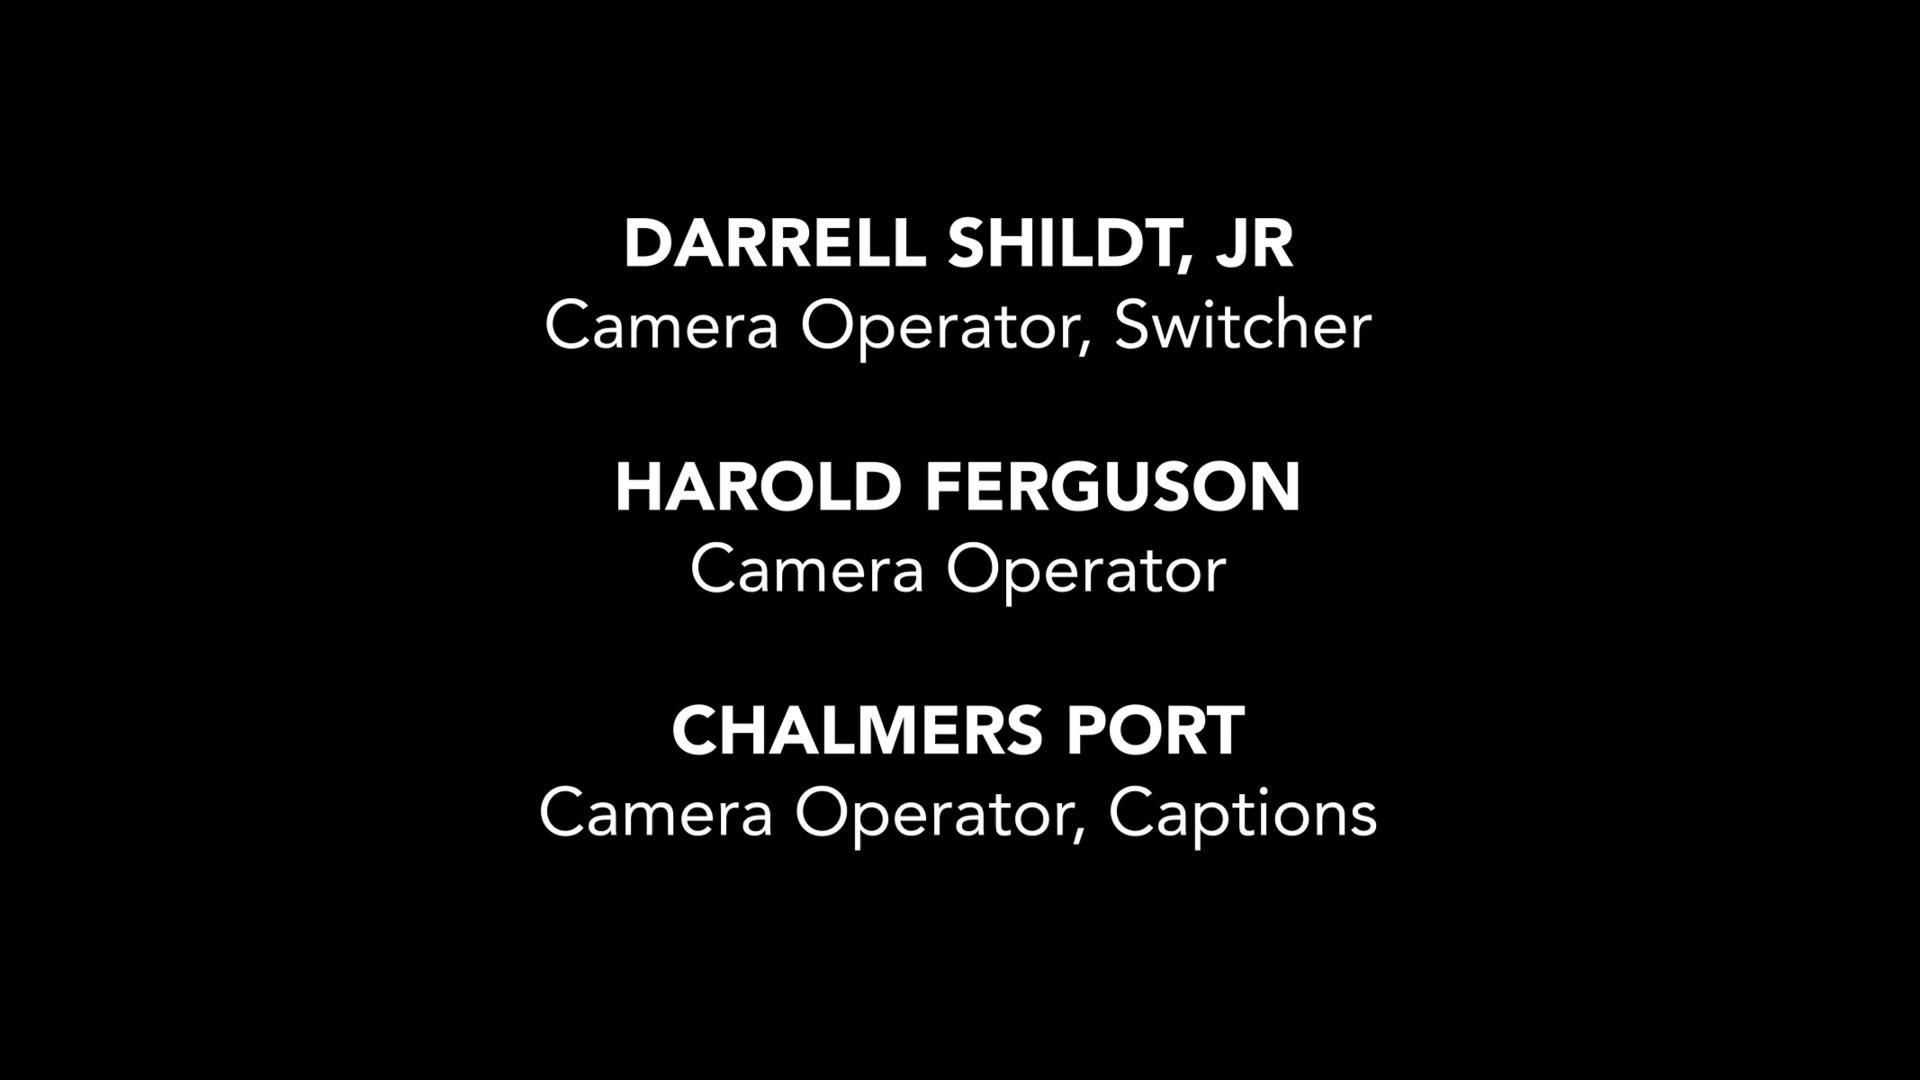 DARRELL SHILDT, JR
Camera Operator, Switcher
HAROLD FERGUSON
Camera Operator
CHALMERS PORT
Camera Operator, Captions